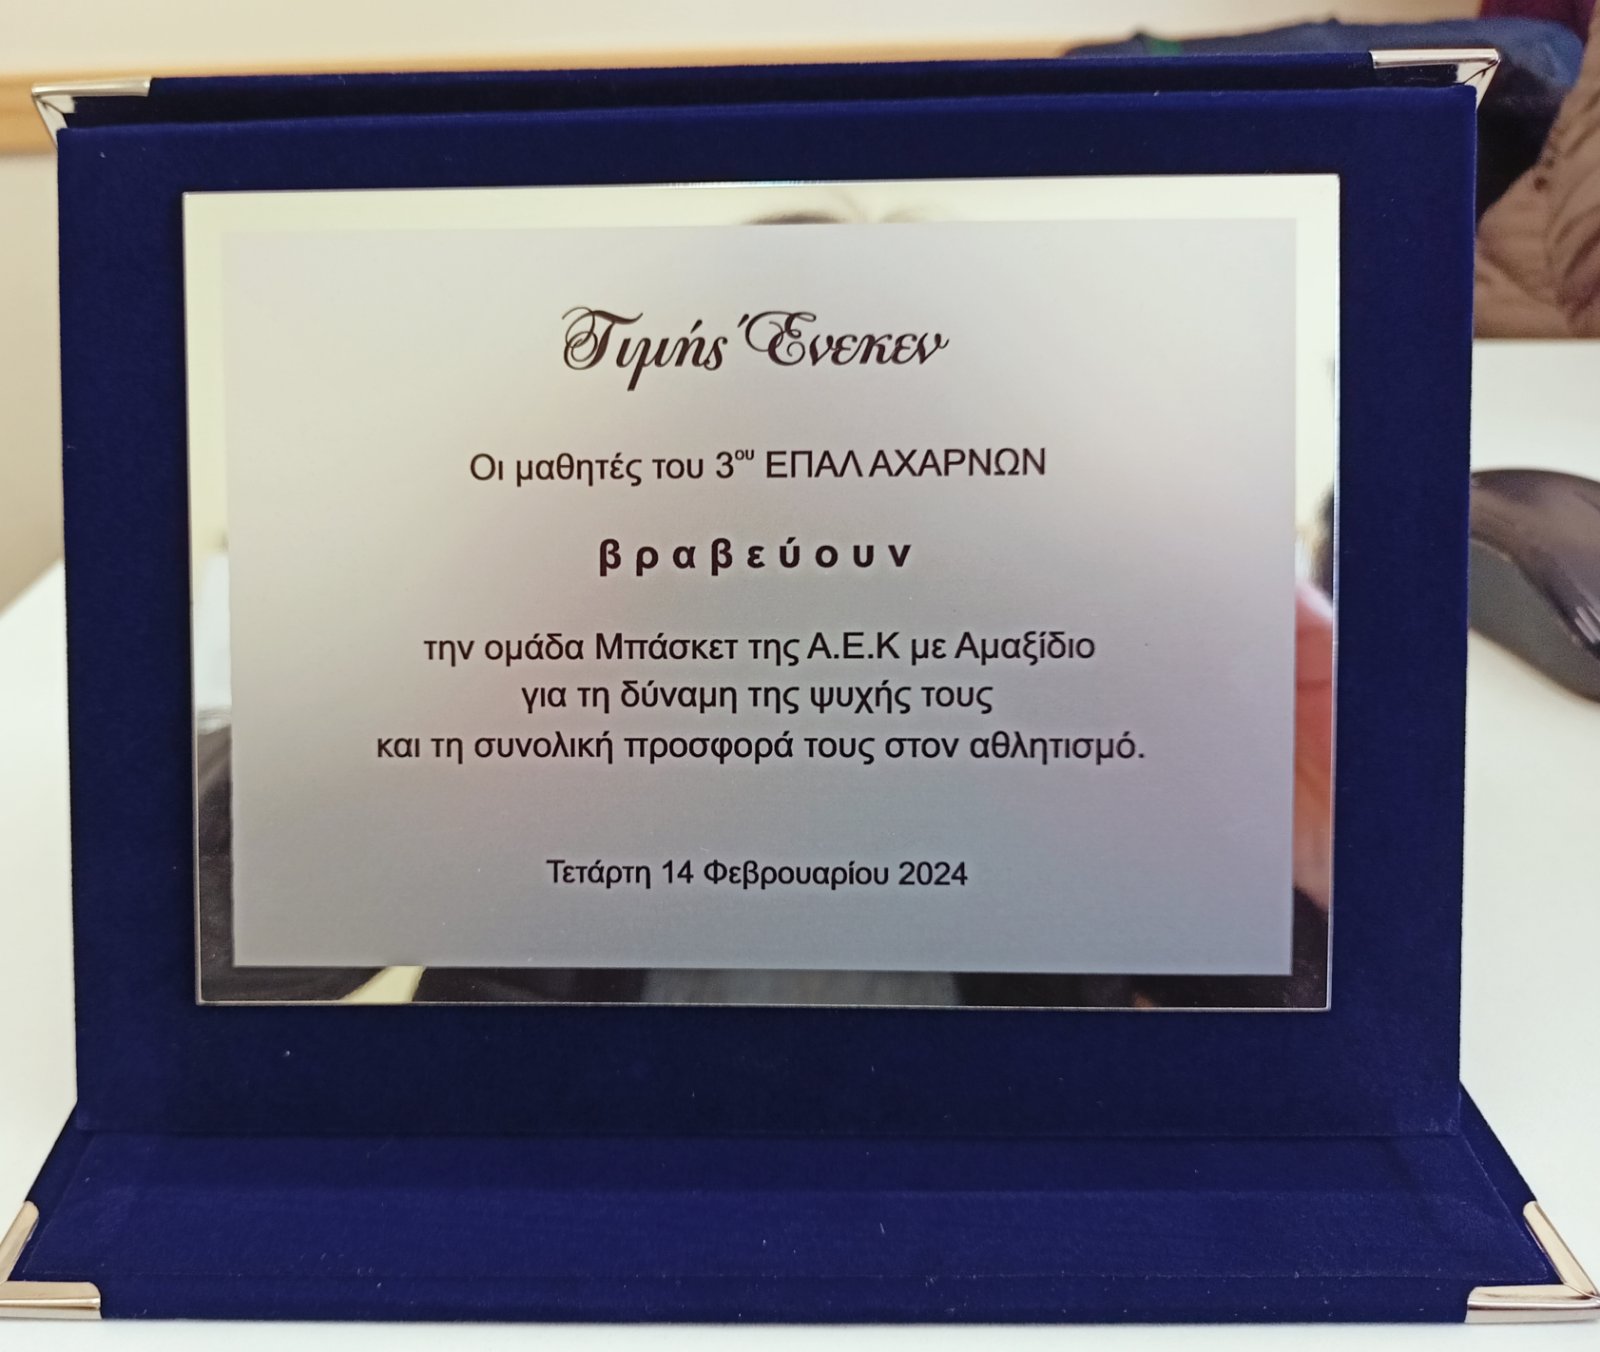 Τιμής Ένεκεν
Οι μαθητές του 3ου ΕΠΑΛ ΑΧΑΡΝΩΝ
βραβεύουν
την ομάδα Μπάσκετ της Α.Ε.Κ με Αμαξίδιο
για τη δύναμη της ψυχής τους
και τη συνολική προσφορά τους στον αθλητισμό.
Τετάρτη 14 Φεβρουαρίου 2024